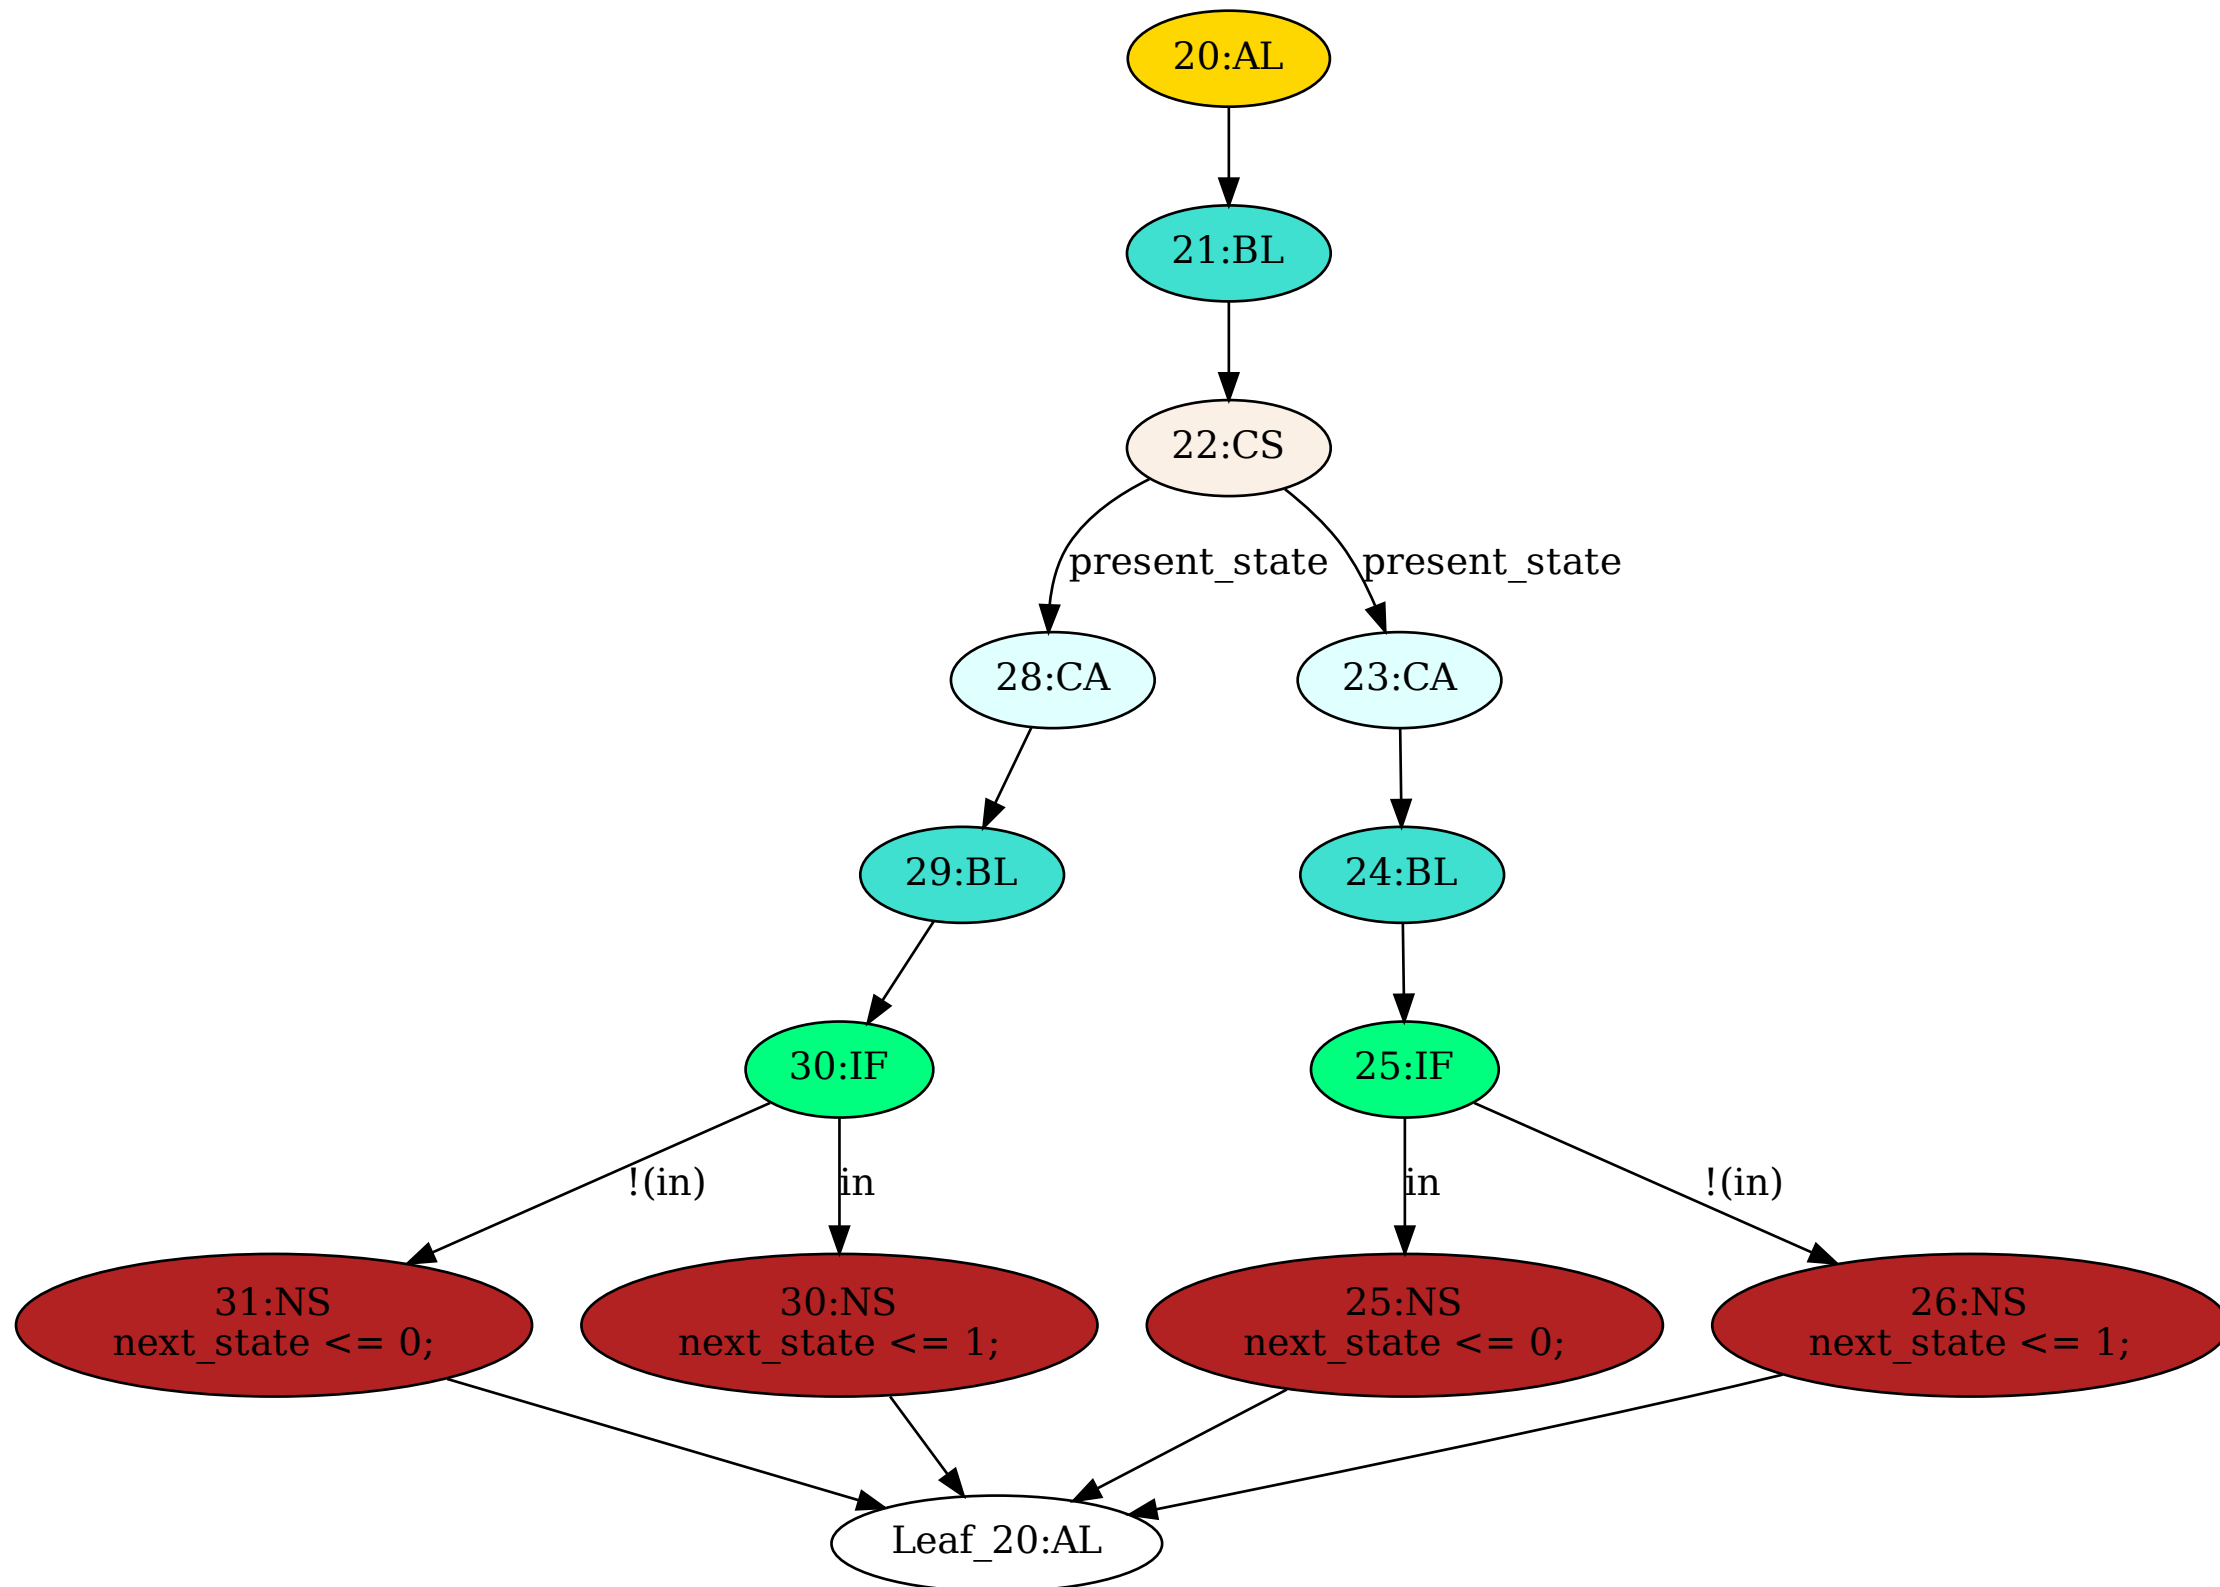 20:AL
21:BL
22:CS
present_state
present_state
28:CA
23:CA
29:BL
24:BL
30:IF
25:IF
!(in)
in
in
!(in)
31:NS
next_state <= 0;
30:NS
next_state <= 1;
25:NS
next_state <= 0;
26:NS
next_state <= 1;
Leaf_20:AL